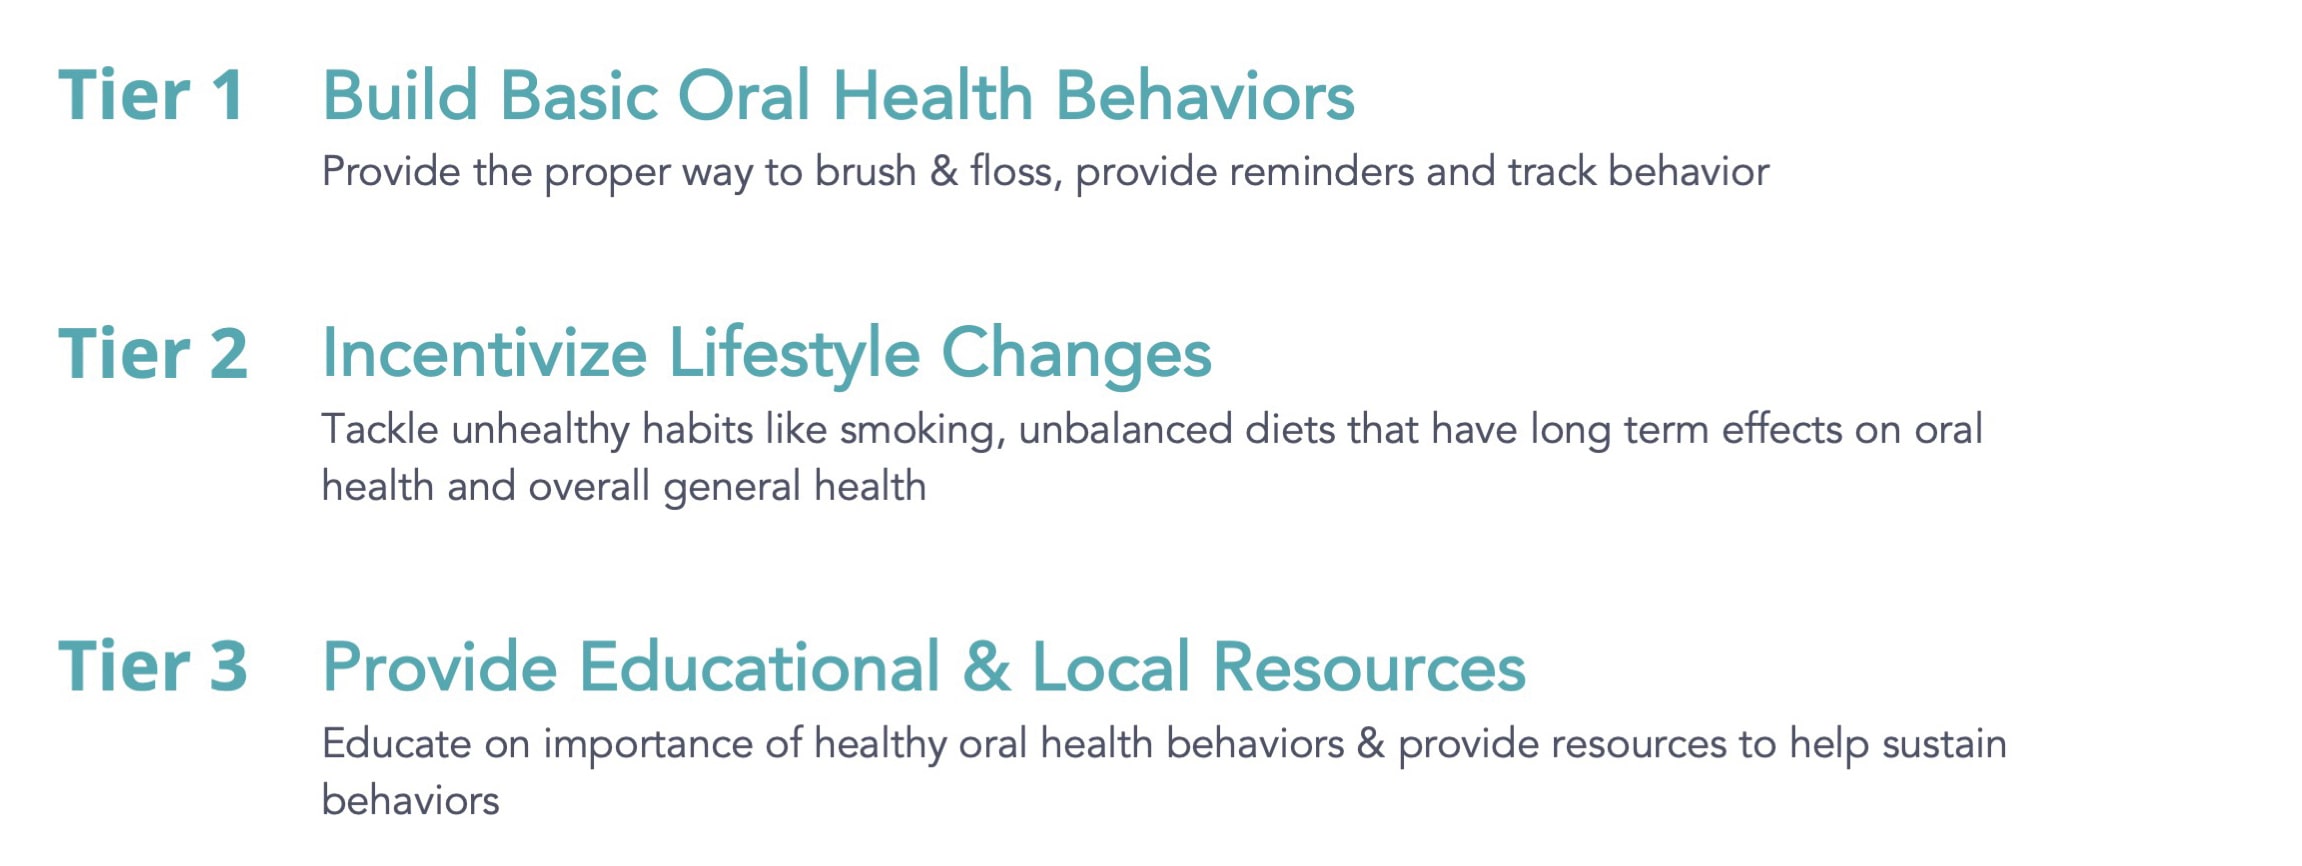 Tier 1 Build Basic Oral Health Behaviors
Provide the proper way to brush & floss, provide reminders and track behavior
Tier 2 Incentivize Lifestyle Changes
Tackle unhealthy habits like smoking, unbalanced diets that have long term effects on oral
health and overall general health
Tier 3 Provide Educational & Local Resources
Educate on importance of healthy oral health behaviors & provide resources to help sustain
behaviors